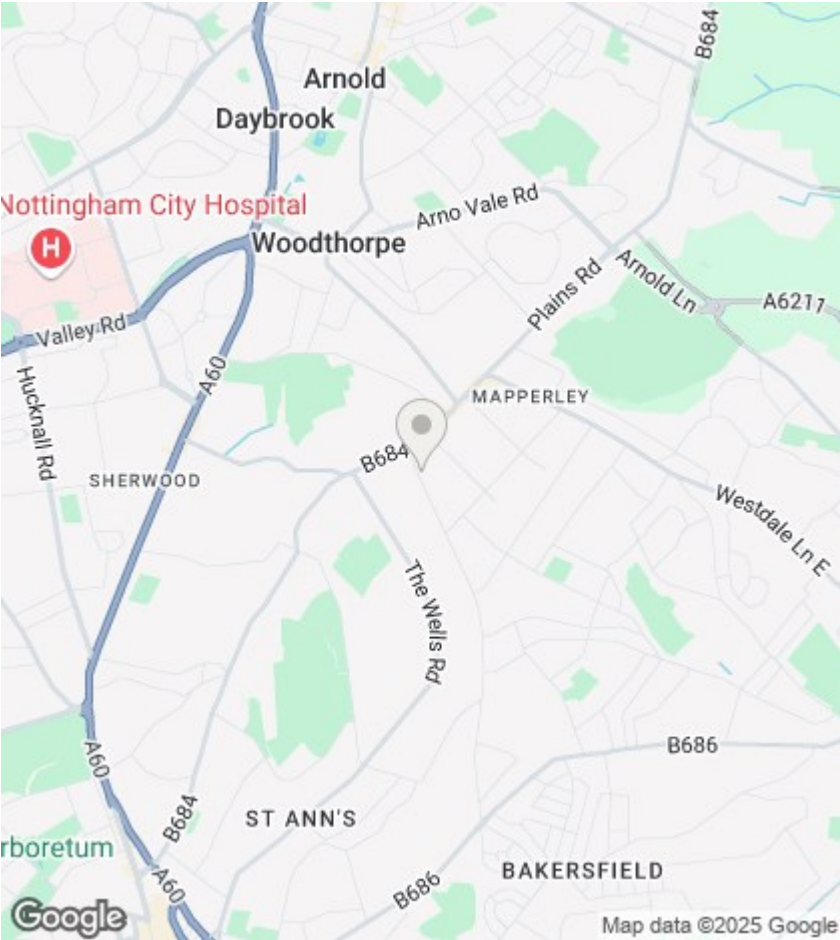 B684
Arnold
Daybrook
Nottingham City Hospital
H
Arno Vale Rd
Woodthorpe
Plains Rd
Arnold Ln
A6211
Valley Rd
A60
Hucknall Rd
MAPPERLEY
B684
SHERWOOD
Westdale Ln E
The Wells Rd
B686
A60
B684
ST ANN'S
rboretum
BAKERSFIELD
A60
B686
Google
Map data ©2025 Google